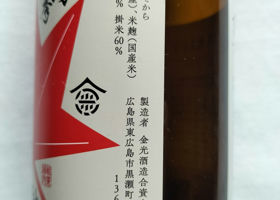 から
)、米麹(国産米)
% 掛米60%
製造者 金光酒造合資
広島県東広島市黒瀬町
136
金